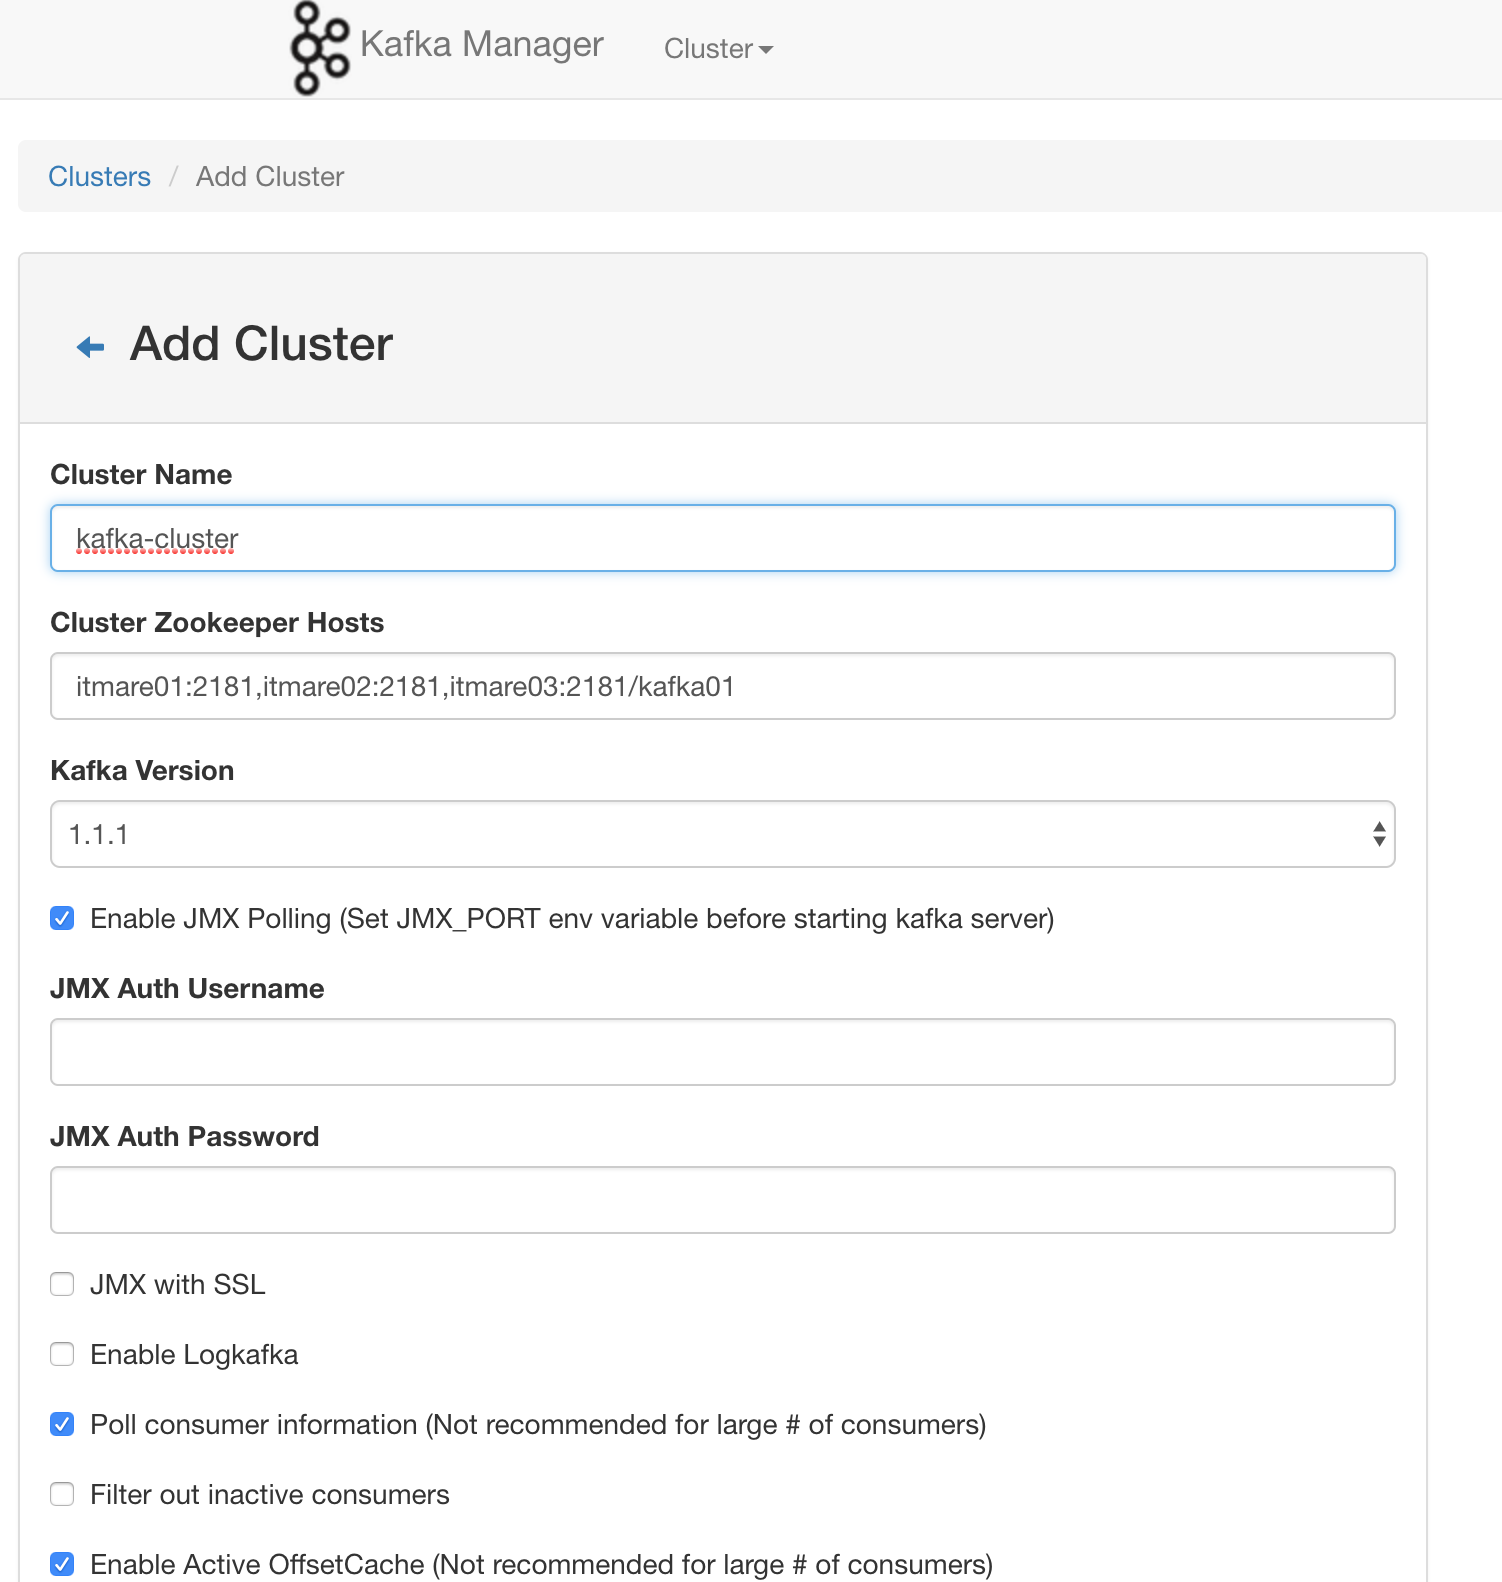 Kafka Manager Cluster
Clusters / Add Cluster
Add Cluster
Cluster Name
kafka-cluster
Cluster Zookeeper Hosts
itmare01:2181,itmare02:2181,itmare03:2181/kafka01
Kafka Version
1.1.1
Enable JMX Polling (Set JMX_PORT env variable before starting kafka server)
JMX Auth Username
JMX Auth Password
JMX with SSL
Enable Logkafka
Poll consumer information (Not recommended for large # of consumers)
Filter out inactive consumers
Enable Active OffsetCache (Not recommended for large # of consumers)